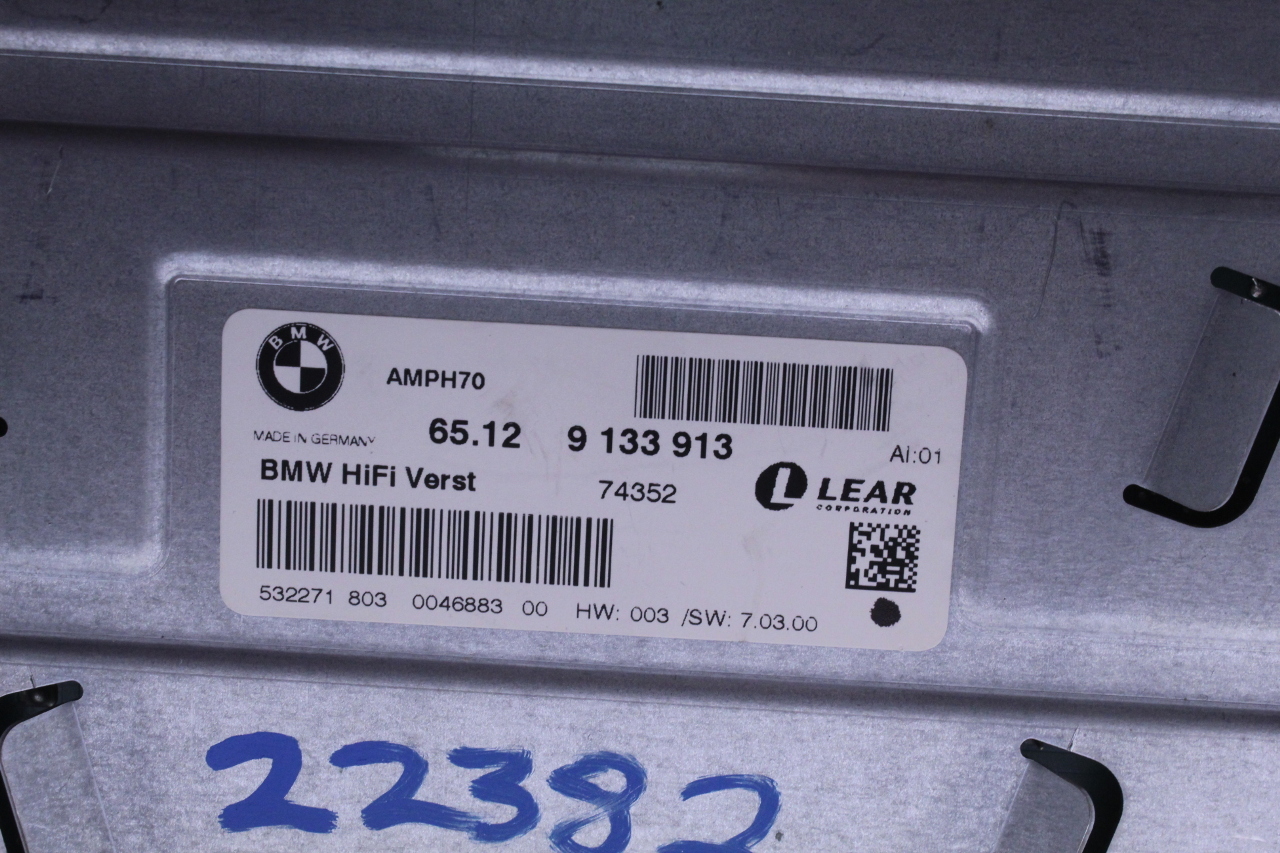 BMW
AMPH70
MADE IN GERMANY 65.12 9 133 913
AI:01
BMW HiFi Verst 74352
L LEAR
CORPORATION
532271 803 0046883 00 HW: 003 /SW: 7.03.00
22382